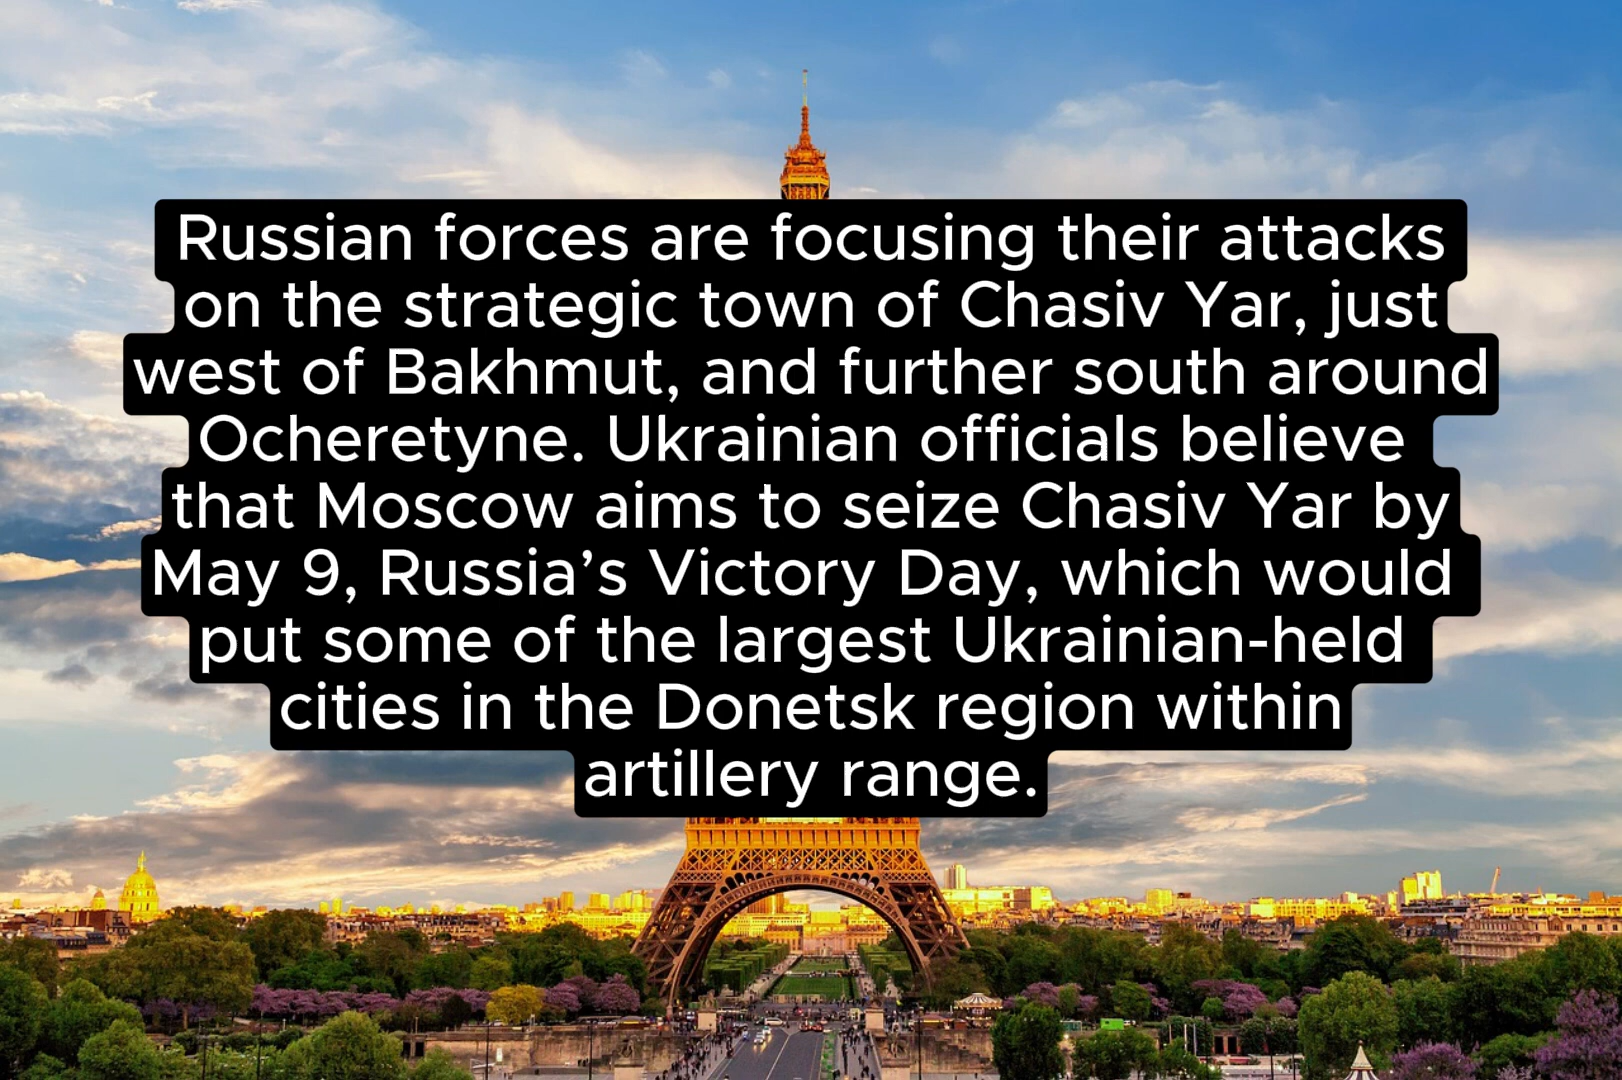 Russian forces are focusing their attacks
on the strategic town of Chasiv Yar, just
west of Bakhmut, and further south around
Ocheretyne. Ukrainian officials believe
that Moscow aims to seize Chasiv Yar by
May 9, Russia’s Victory Day, which would
put some of the largest Ukrainian-held
cities in the Donetsk region within
artillery range.